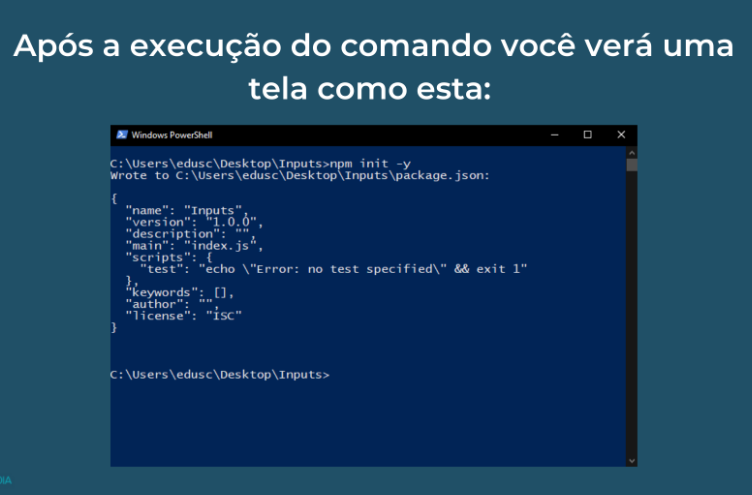 Após a execução do comando você verá uma
tela como esta:
Windows PowerShell
C:\Users\edusc\Desktop\Inputs>npm init -y
Wrote to C:\Users\edusc\Desktop\Inputs\package.json:
{
"name": "Inputs",
"version": "1.0.0",
"description": "",
"main": "index.js",
"scripts": {
"test": "echo \"Error: no test specified\" && exit 1"
},
"keywords": [],
"author": "",
"license": "ISC"
}
C:\Users\edusc\Desktop\Inputs>